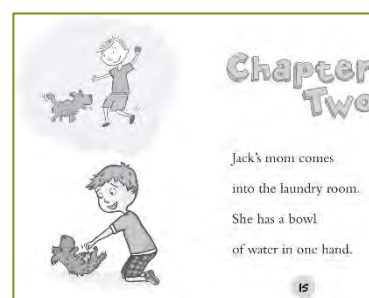 Chapter
Two
Jack's mom comes
into the laundry room.
She has a bowl
of water in one hand.
15